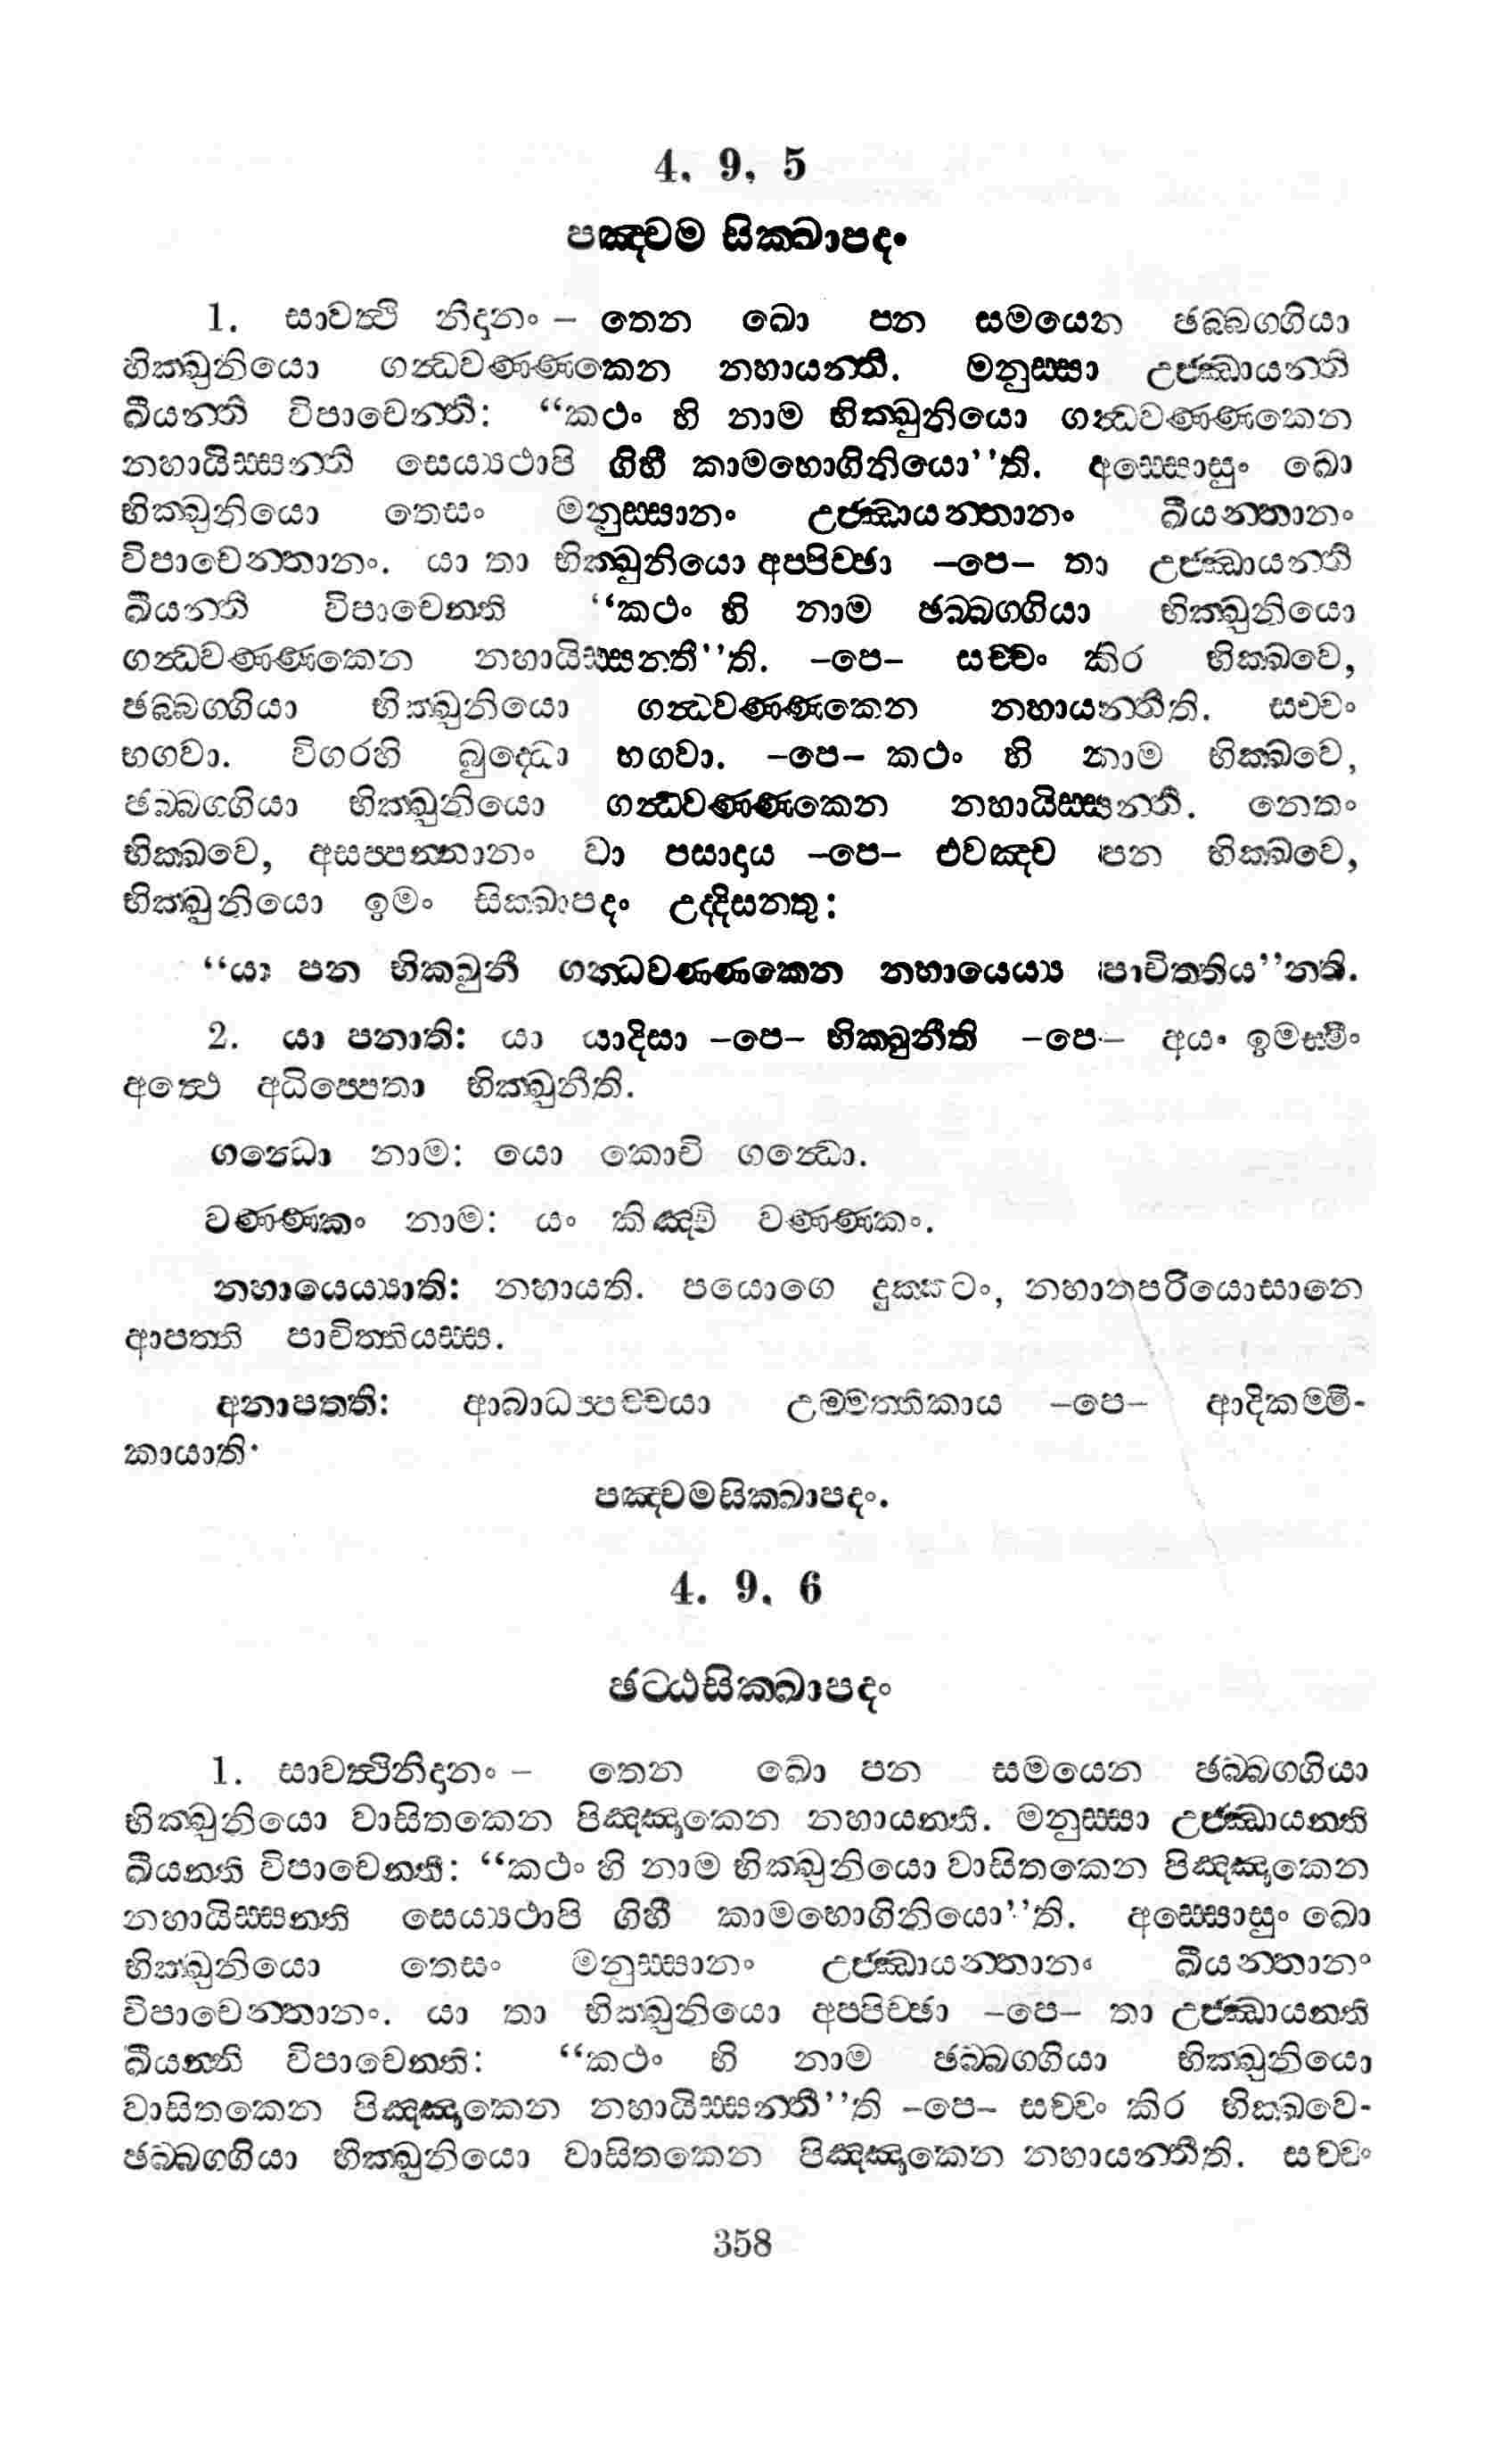 4. 9. 5
පඤ්චම සික්ඛාපදං
1. සාවත්ථි නිදානං – තෙන ඛො පන සමයෙන ඡබ්බග්ගියා
භික්ඛුනියො ගන්ධවණ්ණකෙන නහායන්ති. මනුස්සා උජ්ඣායන්ති
ඛීයන්ති විපාචෙන්ති: “කථං හි නාම භික්ඛුනියො ගන්ධවණ්ණකෙන
නහායිස්සන්ති සෙය්‍යථාපි ගිහී කාමභොගිනියො’’ති. අස්සොසුං ඛො
භික්ඛුනියො තෙසං මනුස්සානං උජ්ඣායන්තානං ඛීයන්තානං
විපාචෙන්තානං. යා තා භික්ඛුනියො අප්පිච්ඡා –පෙ– තා උජ්ඣායන්ති
ඛීයන්ති විපාචෙන්ති “කථං හි නාම ඡබ්බග්ගියා භික්ඛුනියො
ගන්ධවණ්ණකෙන නහායිස්සන්තී’’ති. –පෙ– සච්චං කිර භික්ඛවෙ,
ඡබ්බග්ගියා භික්ඛුනියො ගන්ධවණ්ණකෙන නහායන්තීති. සච්චං
භගවා. විගරහි බුද්ධො භගවා. –පෙ– කථං හි නාම භික්ඛවෙ,
ඡබ්බග්ගියා භික්ඛුනියො ගන්ධවණ්ණකෙන නහායිස්සන්ති. නෙතං
භික්ඛවෙ, අප්පසන්නානං වා පසාදාය –පෙ– එවඤ්ච පන භික්ඛවෙ,
භික්ඛුනියො ඉමං සික්ඛාපදං උද්දිසන්තු:
“යා පන භික්ඛුනී ගන්ධවණ්ණකෙන නහායෙය්‍ය පාචිත්තිය’’න්ති.
2. යා පනාති: යා යාදිසා –පෙ– භික්ඛුනීති –පෙ– අයං ඉමස්මිං
අත්ථෙ අධිප්පෙතා භික්ඛුනීති.
ගන්ධො නාම: යො කොචි ගන්ධො.
වණ්ණකං නාම: යං කිඤ්චි වණ්ණකං.
නහායෙය්‍යාති: නහායති. පයොගෙ දුක්කටං, නහානපරියොසානෙ
ආපත්ති පාචිත්තියස්ස.
අනාපත්ති: ආබාධප්පච්චයා උම්මත්තිකාය –පෙ– ආදිකම්මි-
කායාති.
පඤ්චමසික්ඛාපදං.
4. 9. 6
ඡට්ඨසික්ඛාපදං
1. සාවත්ථිනිදානං – තෙන ඛො පන සමයෙන ඡබ්බග්ගියා
භික්ඛුනියො වාසිතකෙන පිඤ්ඤාකෙන නහායන්ති. මනුස්සා උජ්ඣායන්ති
ඛීයන්ති විපාචෙන්ති: “කථං හි නාම භික්ඛුනියො වාසිතකෙන පිඤ්ඤාකෙන
නහායිස්සන්ති සෙය්‍යථාපි ගිහී කාමභොගිනියො’’ති. අස්සොසුං ඛො
භික්ඛුනියො තෙසං මනුස්සානං උජ්ඣායන්තානං ඛීයන්තානං
විපාචෙන්තානං. යා තා භික්ඛුනියො අප්පිච්ඡා –පෙ– තා උජ්ඣායන්ති
ඛීයන්ති විපාචෙන්ති: “කථං හි නාම ඡබ්බග්ගියා භික්ඛුනියො
වාසිතකෙන පිඤ්ඤාකෙන නහායිස්සන්තී’’ති –පෙ– සච්චං කිර භික්ඛවෙ-
ඡබ්බග්ගියා භික්ඛුනියො වාසිතකෙන පිඤ්ඤාකෙන නහායන්තීති. සච්චං
358